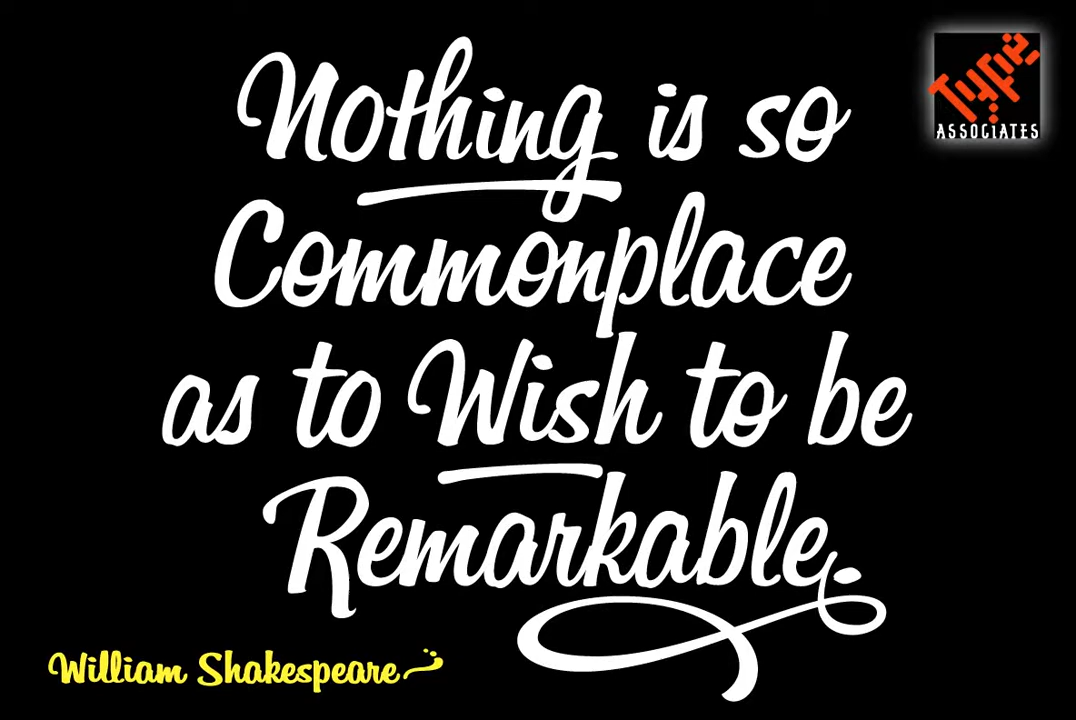 Type
ASSOCIATES
Nothing is so
Commonplace
as to Wish to be
Remarkable.
William Shakespeare